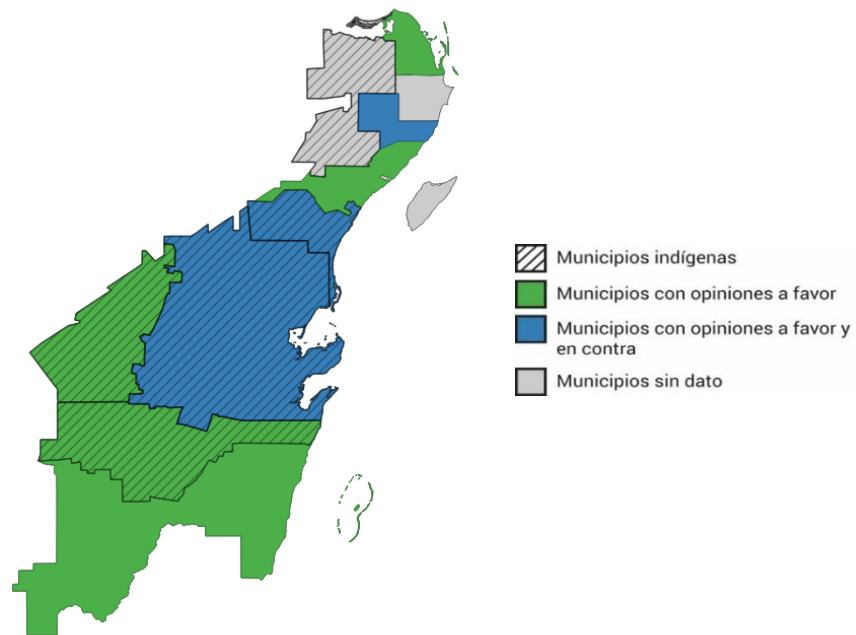 Municipios indígenas
Municipios con opiniones a favor
Municipios con opiniones a favor y
en contra
Municipios sin dato